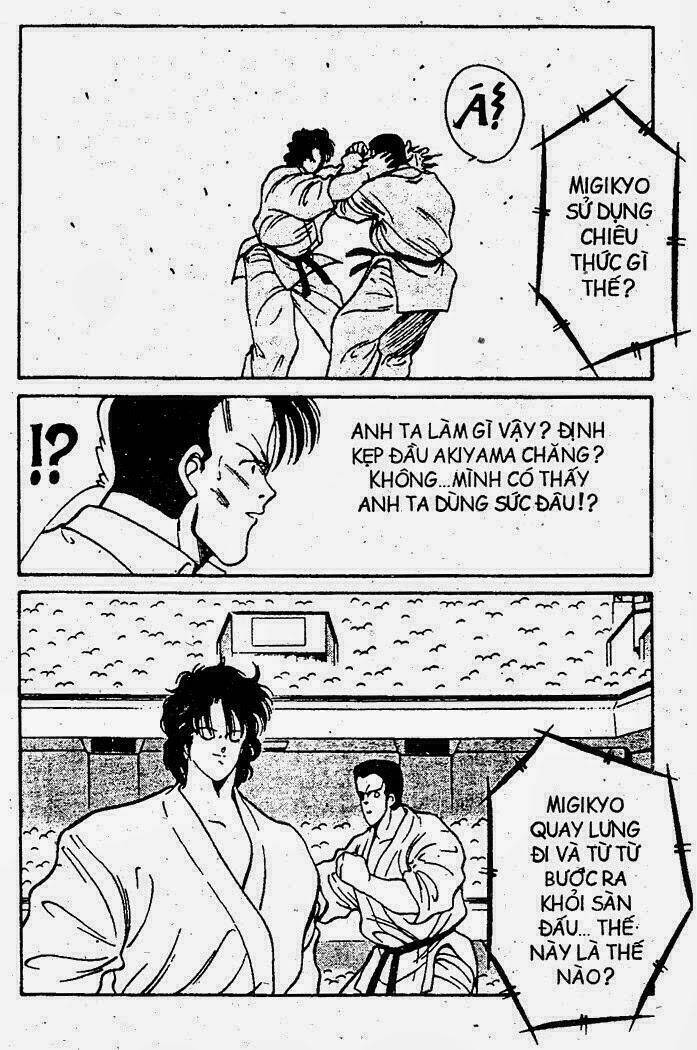 Á!?
MIGIKYO
SỬ DỤNG
CHIÊU
THỨC GÌ
THẾ?
!?
ANH TA LÀM GÌ VẬY? ĐỊNH
KẸP ĐẦU AKIYAMA CHĂNG?
KHÔNG...MÌNH CÓ THẤY
ANH TA DÙNG SỨC ĐÂU!?
MIGIKYO
QUAY LƯNG
ĐI VÀ TỪ TỪ
BƯỚC RA
KHỎI SÀN
ĐẤU... THẾ
NÀY LÀ THẾ
NÀO?